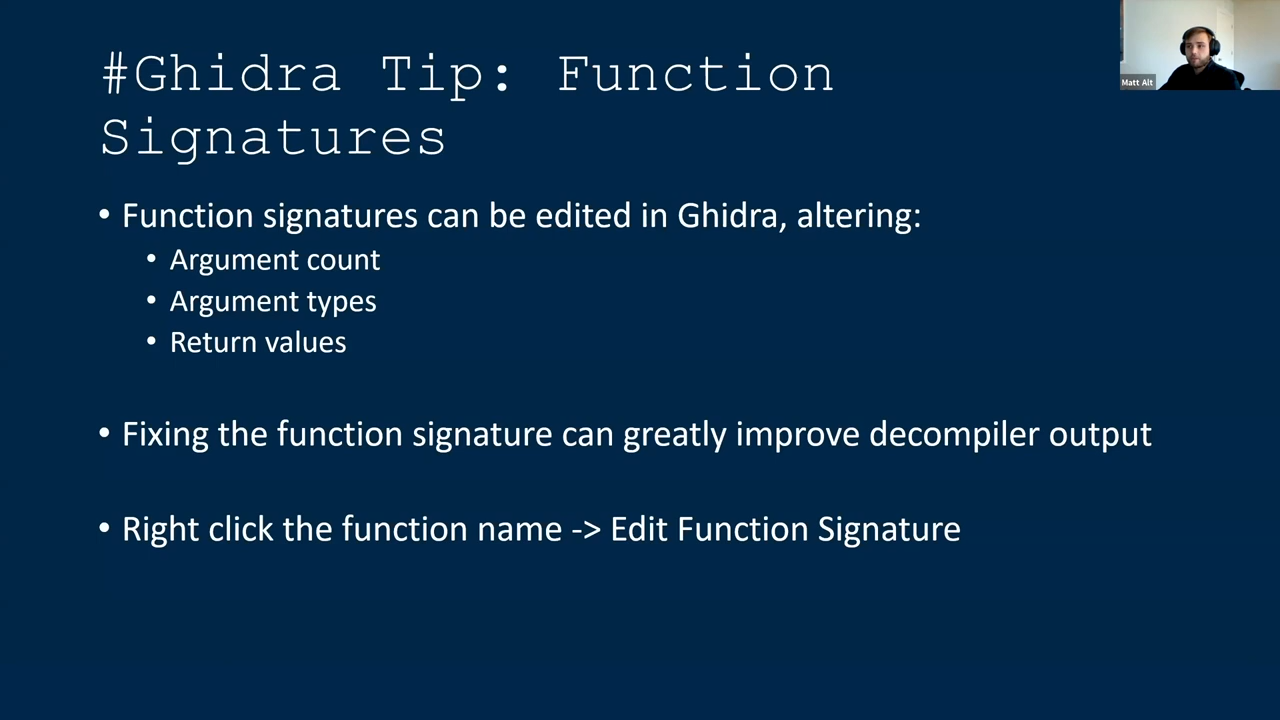 #Ghidra Tip: Function
Signatures
Matt Alt
• Function signatures can be edited in Ghidra, altering:
• Argument count
• Argument types
• Return values
• Fixing the function signature can greatly improve decompiler output
• Right click the function name -> Edit Function Signature